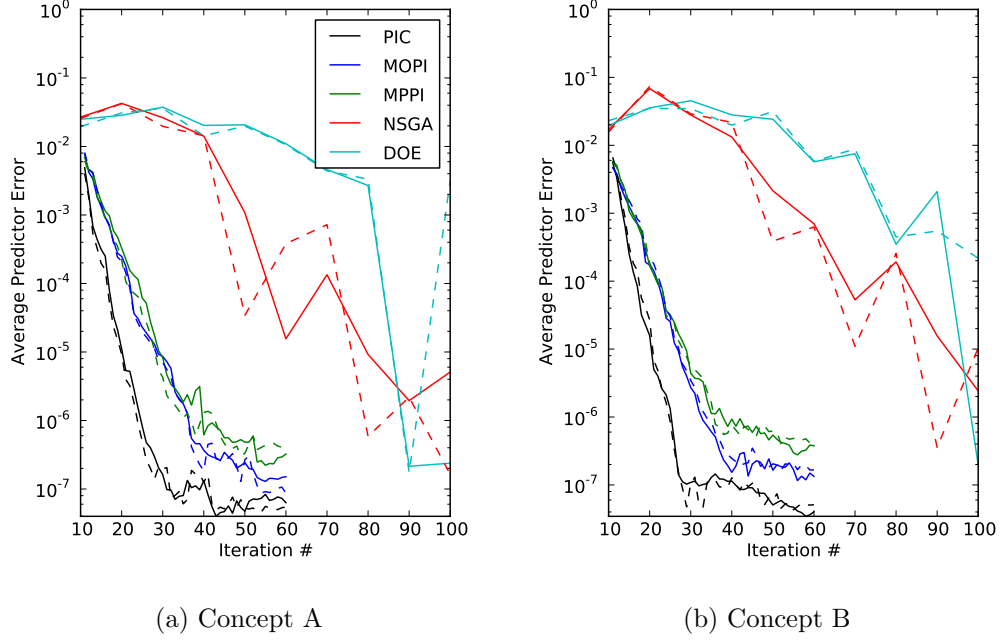 10^0
10^-1
10^-2
10^-3
10^-4
10^-5
10^-6
10^-7
Average Predictor Error
10 20 30 40 50 60 70 80 90 100
Iteration #
PIC
MOPI
MPPI
NSGA
DOE
(a) Concept A
10^0
10^-1
10^-2
10^-3
10^-4
10^-5
10^-6
10^-7
Average Predictor Error
10 20 30 40 50 60 70 80 90 100
Iteration #
(b) Concept B